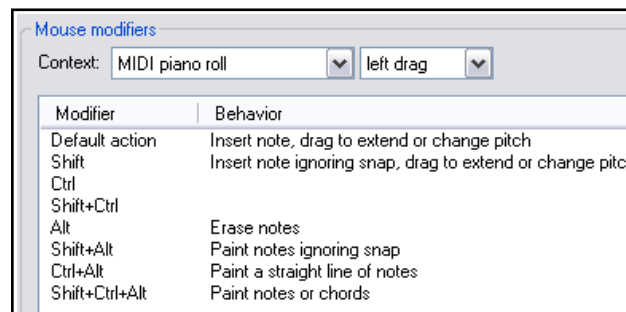 Mouse modifiers
Context: MIDI piano roll left drag
Modifier Behavior
Default action Insert note, drag to extend or change pitch
Shift Insert note ignoring snap, drag to extend or change pitc
Ctrl
Shift+Ctrl
Alt Erase notes
Shift+Alt Paint notes ignoring snap
Ctrl+Alt Paint a straight line of notes
Shift+Ctrl+Alt Paint notes or chords